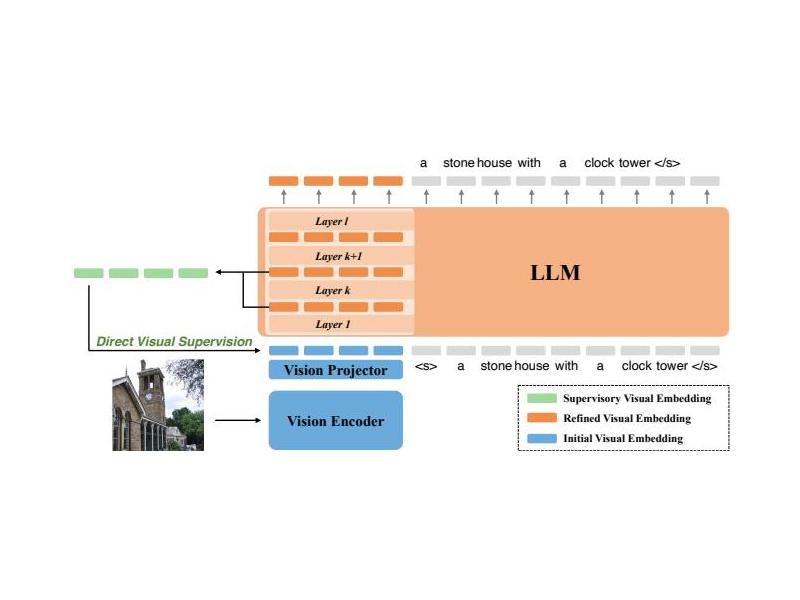 a stone house with a clock tower </s>
Layer l
Layer k+1
LLM
Layer k
Layer 1
Direct Visual Supervision
<s> a stone house with a clock tower </s>
Vision Projector
Vision Encoder
Supervisory Visual Embedding
Refined Visual Embedding
Initial Visual Embedding